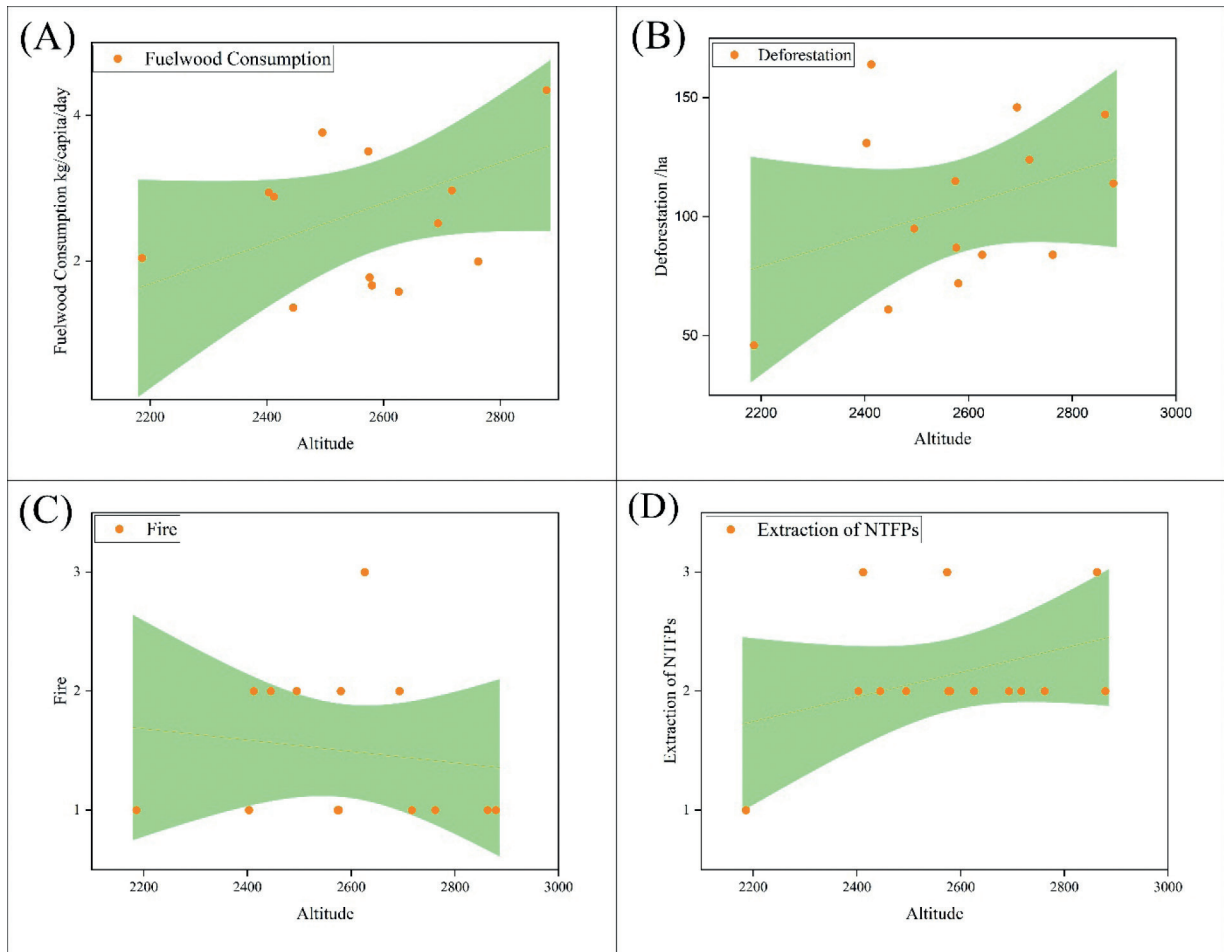 (A)
Fuelwood Consumption
Fuelwood Consumption kg/capita/day
4
2
2200
2400
2600
2800
Altitude
(B)
Deforestation
Deforestation /ha
150
100
50
2200
2400
2600
2800
3000
Altitude
(C)
Fire
Fire
3
2
1
2200
2400
2600
2800
3000
Altitude
(D)
Extraction of NTFPs
Extraction of NTFPs
3
2
1
2200
2400
2600
2800
3000
Altitude